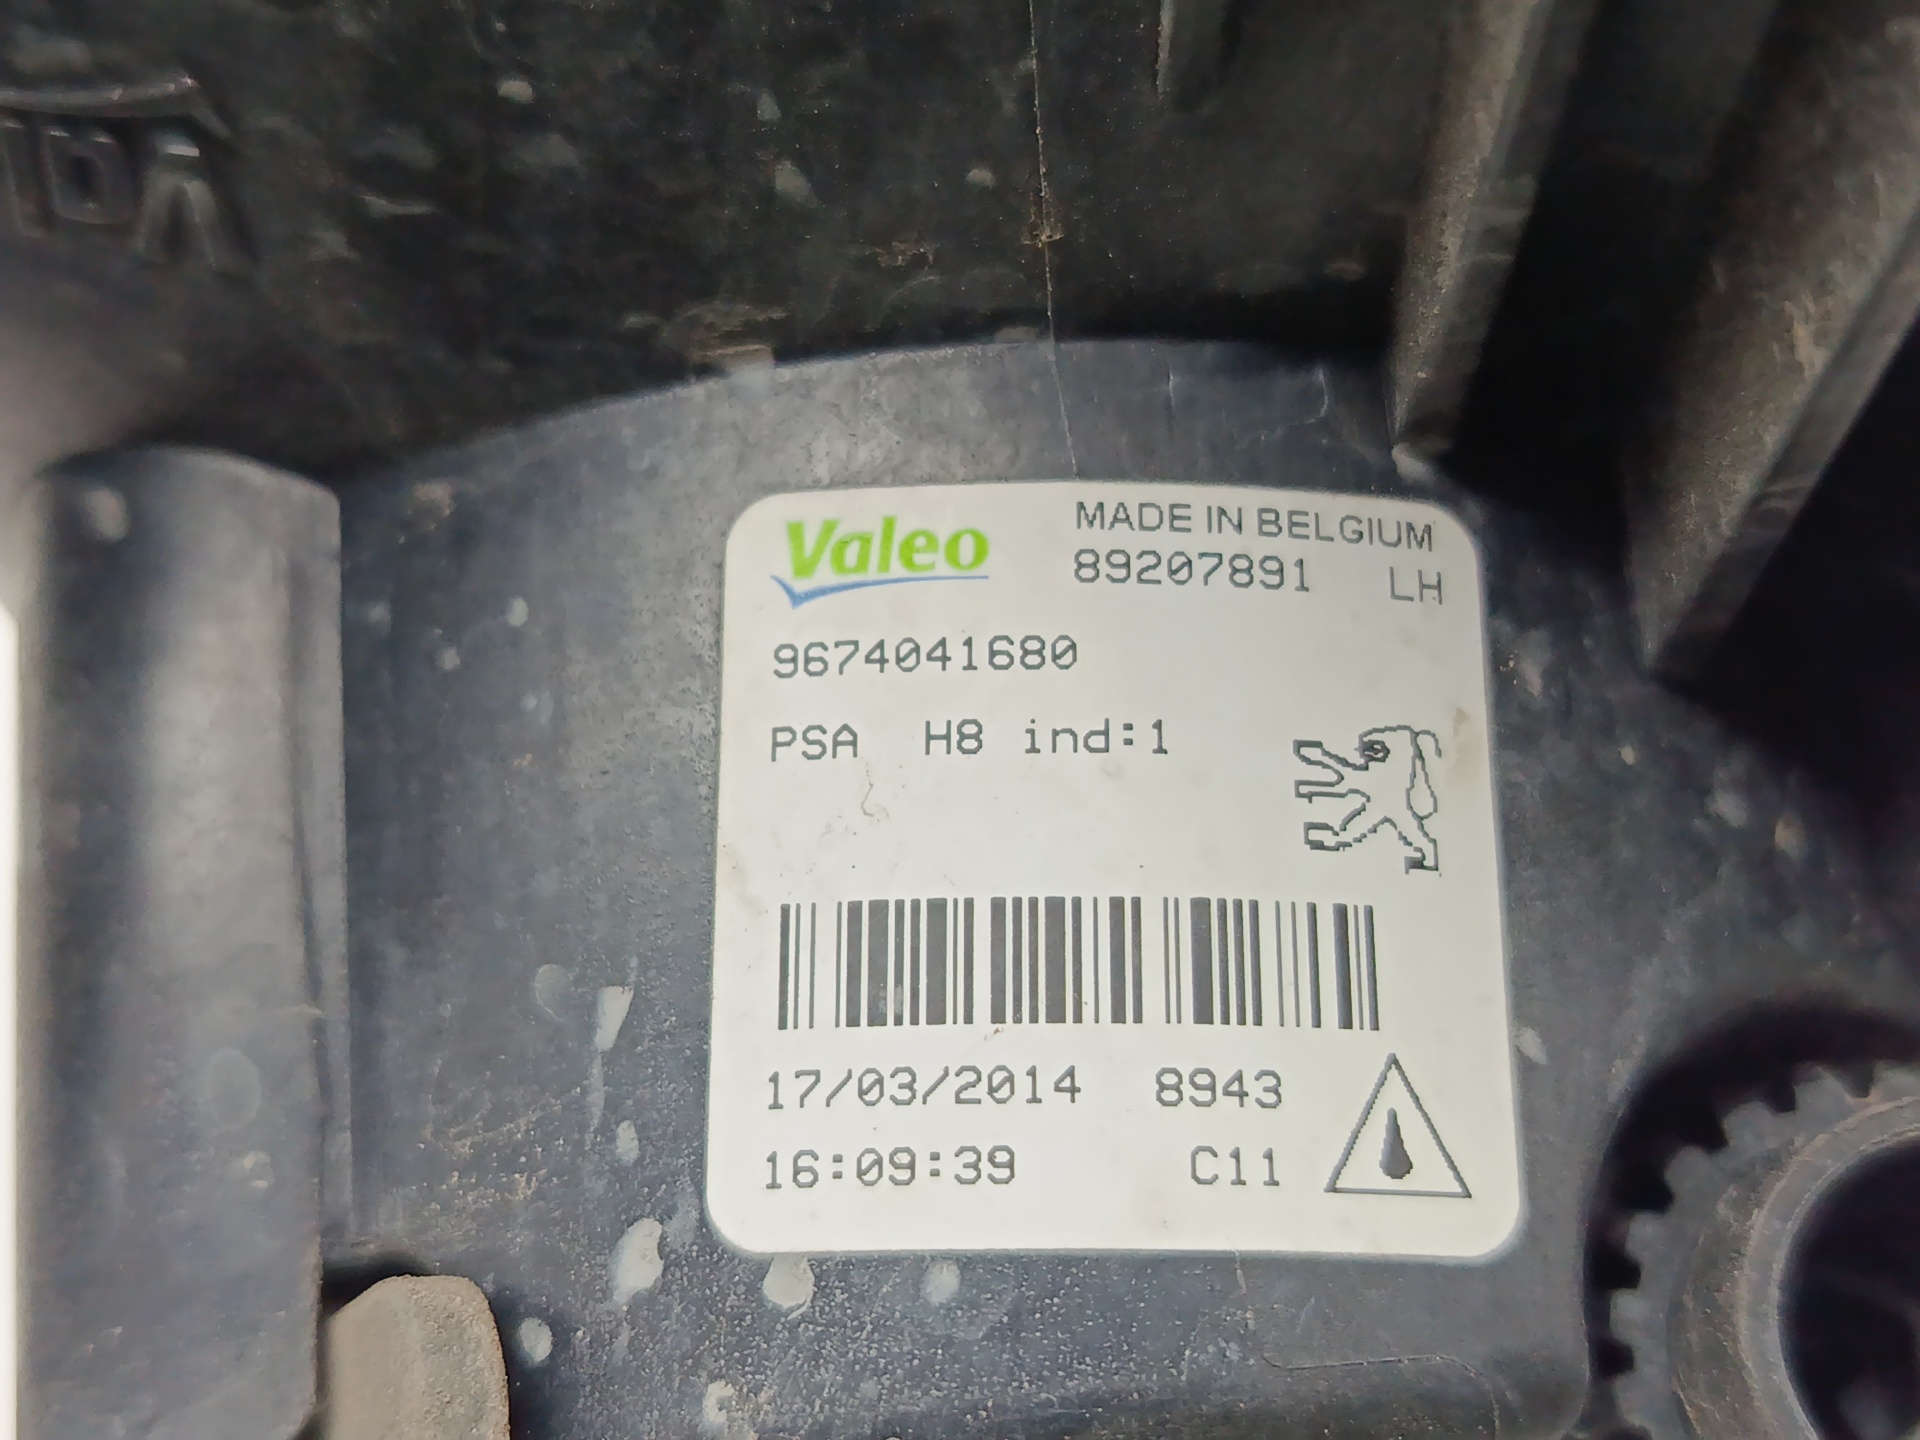 Valeo
MADE IN BELGIUM
89207891 LH
9674041680
PSA H8 ind:1
17/03/2014 8943
16:09:39 C11